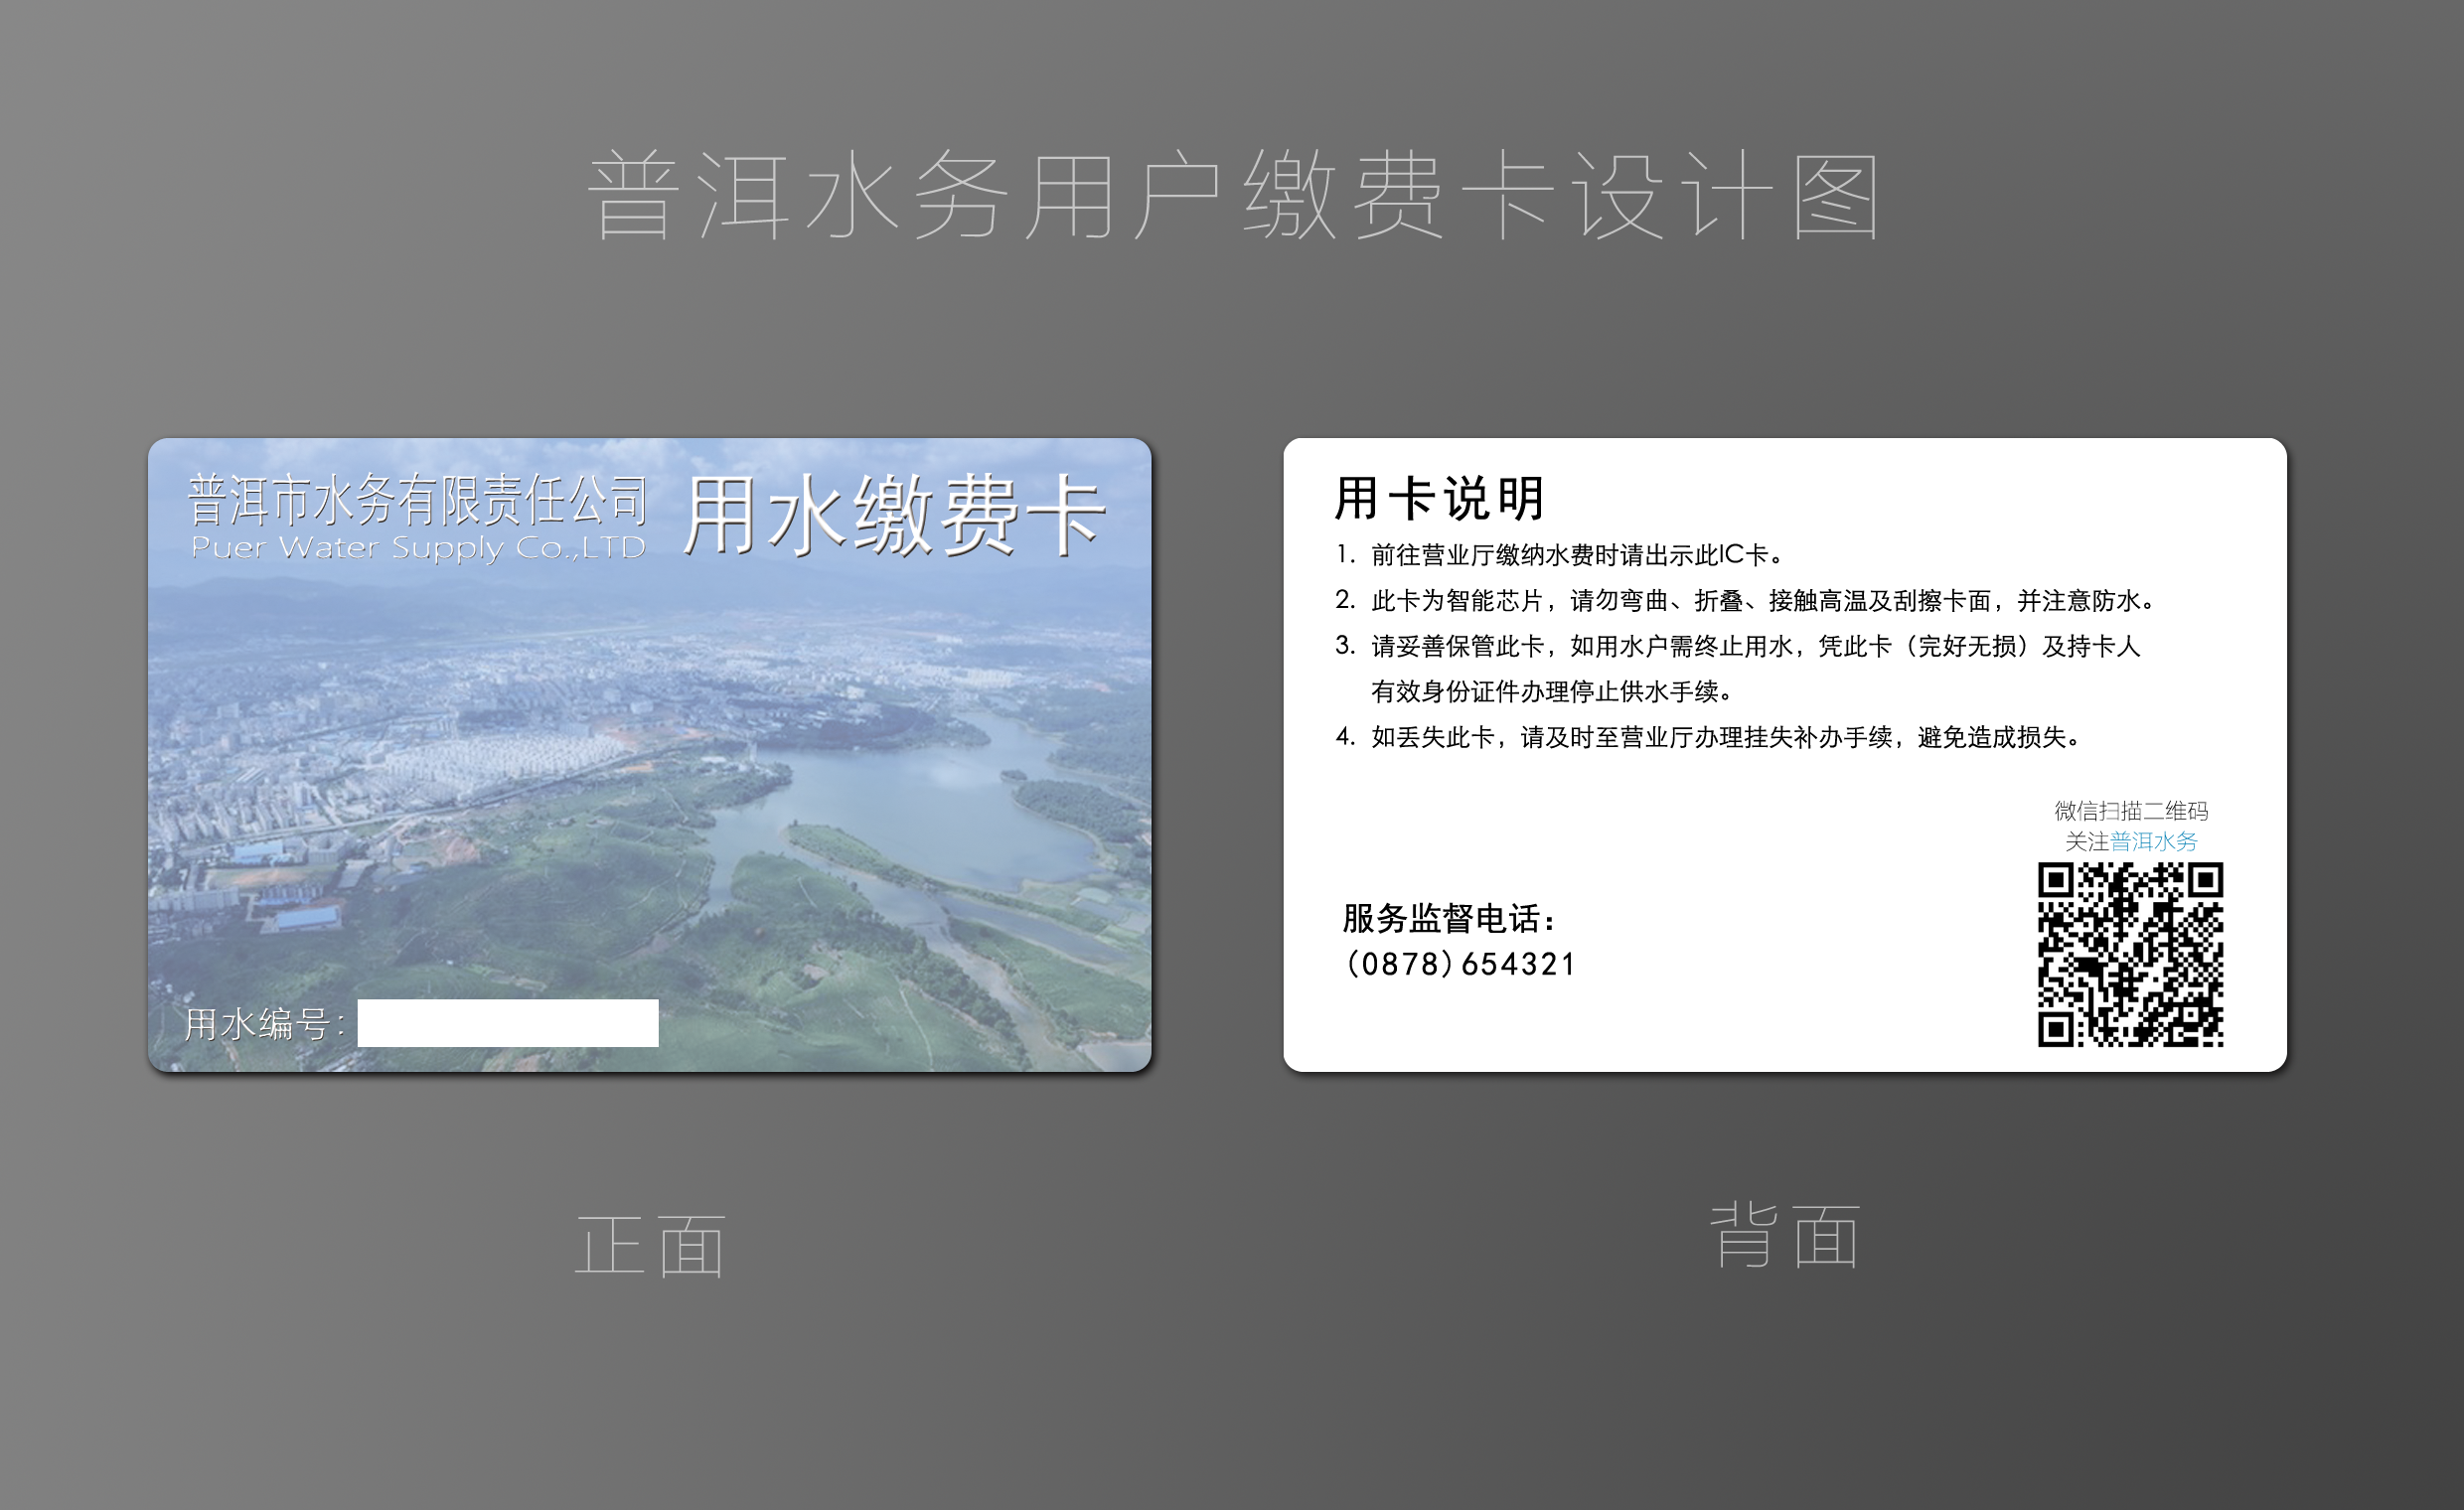 普洱水务用户缴费卡设计图
普洱市水务有限责任公司
Puer Water Supply Co.,LTD
用水缴费卡
用水编号：
用卡说明
1. 前往营业厅缴纳水费时请出示此IC卡。
2. 此卡为智能芯片，请勿弯曲、折叠、接触高温及刮擦卡面，并注意防水。
3. 请妥善保管此卡，如用水户需终止用水，凭此卡（完好无损）及持卡人
有效身份证件办理停止供水手续。
4. 如丢失此卡，请及时至营业厅办理挂失补办手续，避免造成损失。
微信扫描二维码
关注普洱水务
服务监督电话：
(0878)654321
正面
背面